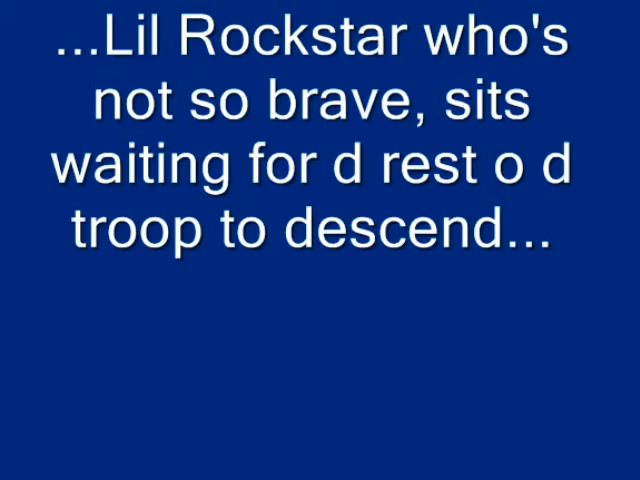 ...Lil Rockstar who's
not so brave, sits
waiting for d rest o d
troop to descend...